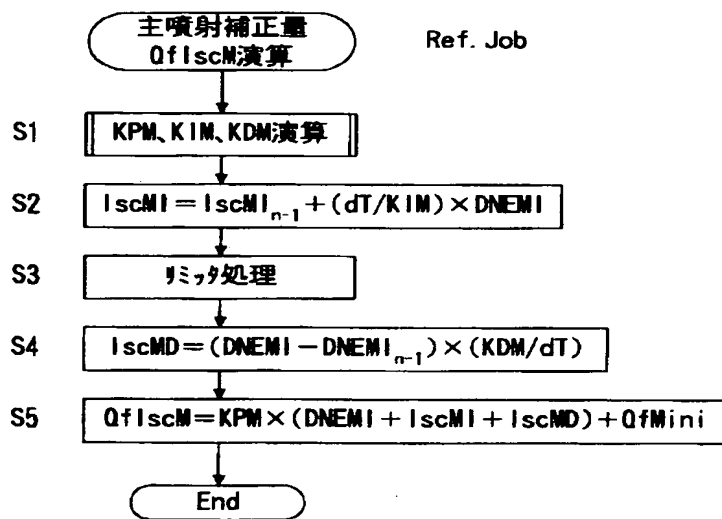 主噴射補正量
QfIscM演算
Ref. Job
S1
KPM、KIM、KDM演算
S2
IscMI=IscMIn-1+(dT/KIM)×DNEMI
S3
リミッタ処理
S4
IscMD=(DNEMI-DNEMIn-1)×(KDM/dT)
S5
QfIscM=KPM×(DNEMI+IscMI+IscMD)+QfMini
End